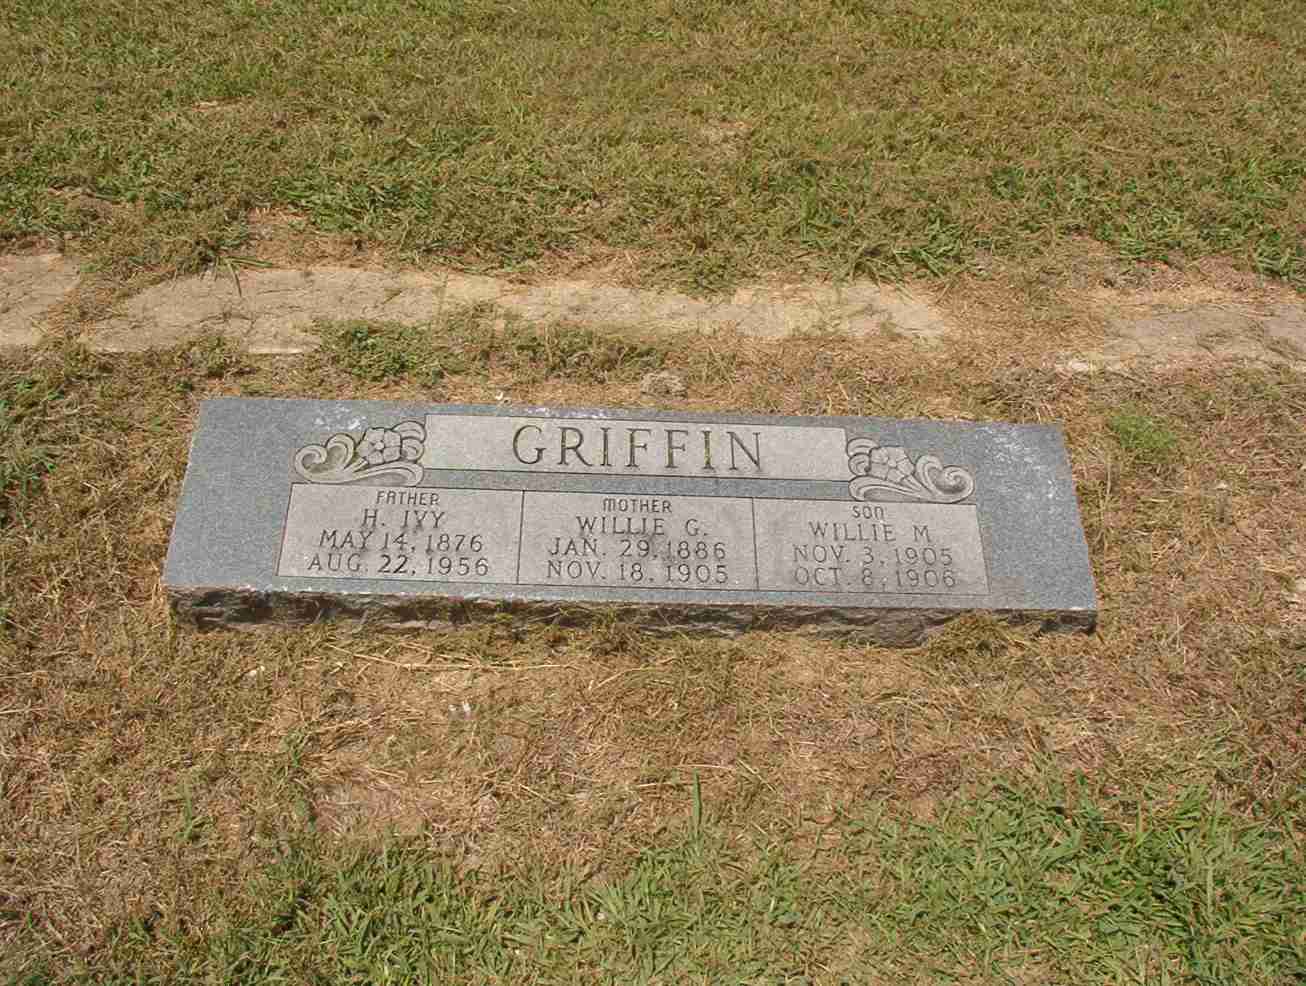 GRIFFIN
FATHER
H. IVY
MAY 14, 1876
AUG. 22, 1956
MOTHER
WILLIE G.
JAN. 29, 1886
NOV. 18, 1905
SON
WILLIE M
NOV. 3, 1905
OCT. 8, 1906